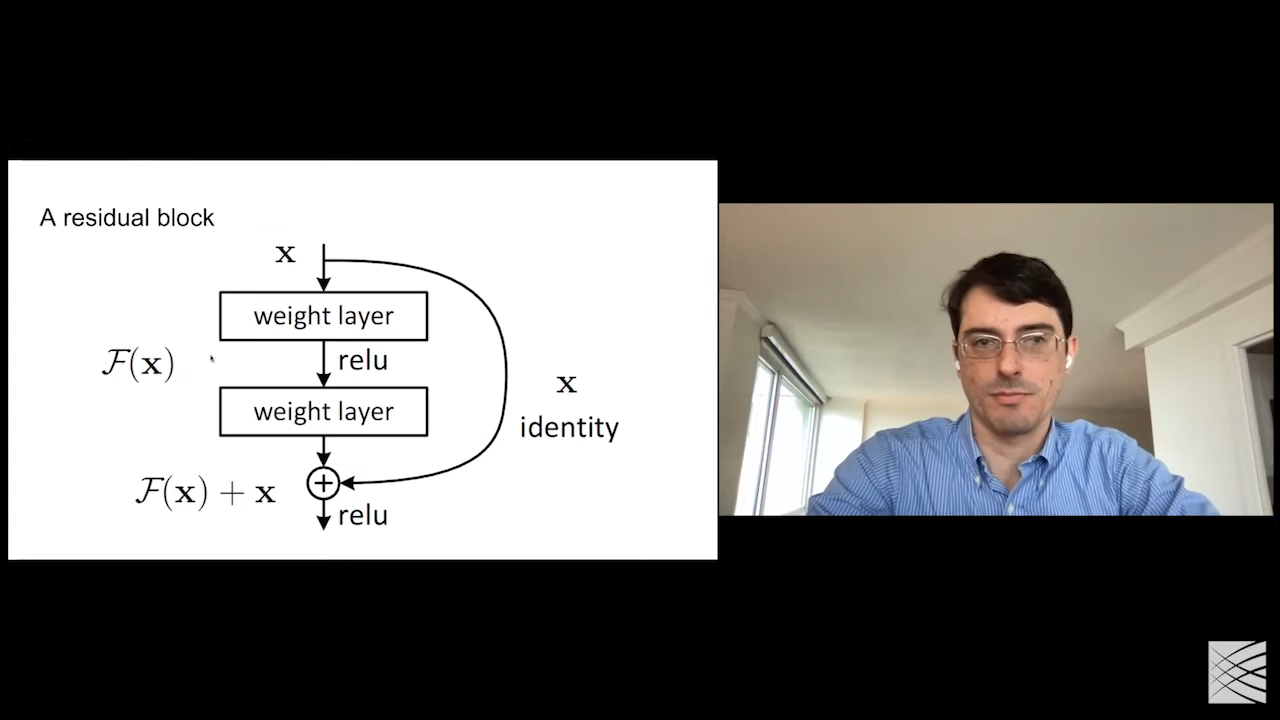 A residual block
x
weight layer
F(x)
relu
x
weight layer
identity
F(x) + x
+
relu